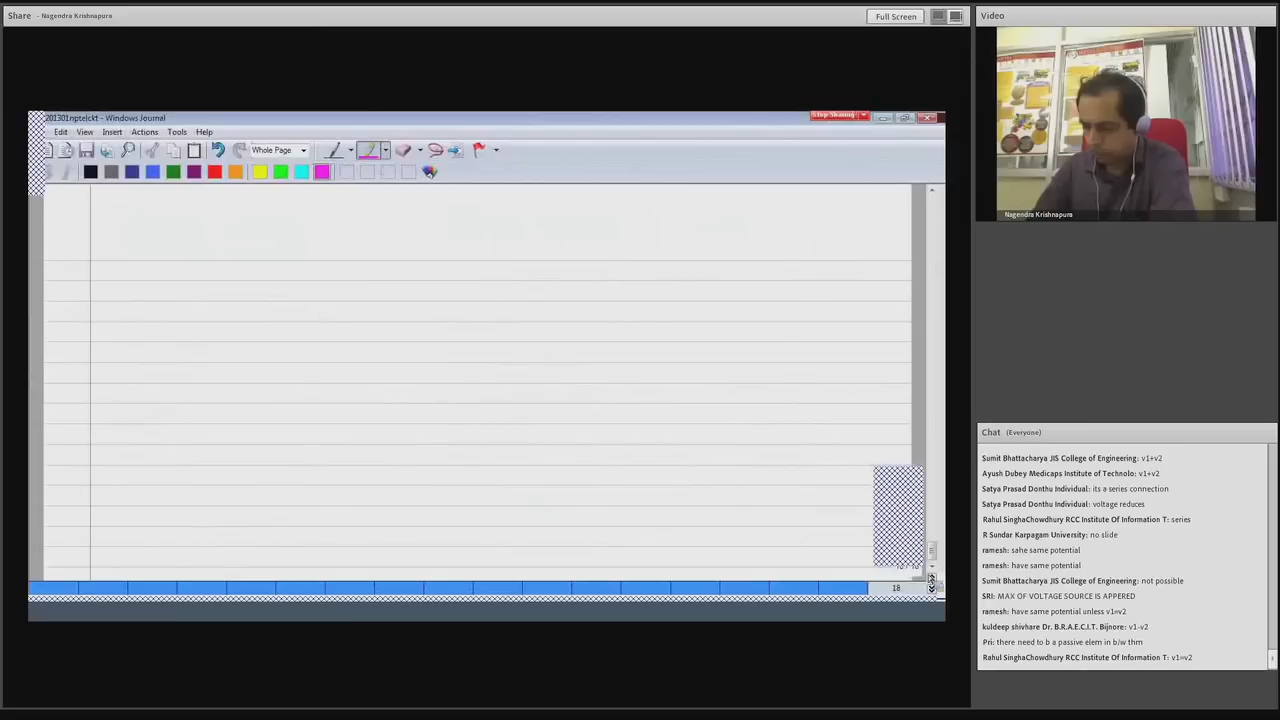 Share - Nagendra Krishnapura
Full Screen
Video
201301nptelckt - Windows Journal
Stop Sharing
Edit View Insert Actions Tools Help
Whole Page
Nagendra Krishnapura
18
Chat (Everyone)
Sumit Bhattacharya JIS College of Engineering: v1+v2
Ayush Dubey Medicaps Institute of Technolo: v1+v2
Satya Prasad Donthu Individual: its a series connection
Satya Prasad Donthu Individual: voltage reduces
Rahul SinghaChowdhury RCC Institute Of Information T: series
R Sundar Karpagam University: no slide
ramesh: sahe same potential
ramesh: have same potential
Sumit Bhattacharya JIS College of Engineering: not possible
SRI: MAX OF VOLTAGE SOURCE IS APPERED
ramesh: have same potential unless v1=v2
kuldeep shivhare Dr. B.R.A.E.C.I.T. Bijnore: v1-v2
Pri: there need to b a passive elem in b/w thm
Rahul SinghaChowdhury RCC Institute Of Information T: v1=v2